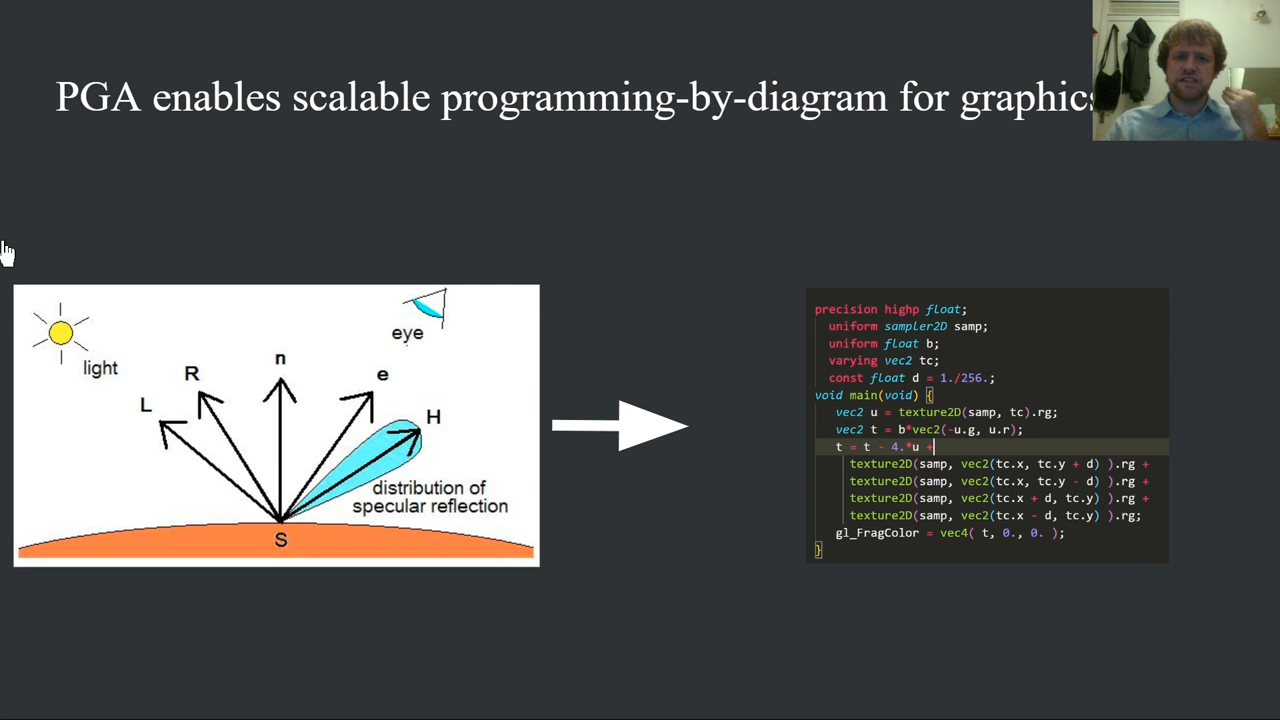 PGA enables scalable programming-by-diagram for graphics
light
eye
L
R
n
e
H
distribution of
specular reflection
S
precision highp float;
uniform sampler2D samp;
uniform float b;
varying vec2 tc;
const float d = 1./256.;
void main(void) {
vec2 u = texture2D(samp, tc).rg;
vec2 t = b*vec2(-u.g, u.r);
t = t - 4.*u +
texture2D(samp, vec2(tc.x, tc.y + d) ).rg +
texture2D(samp, vec2(tc.x, tc.y - d) ).rg +
texture2D(samp, vec2(tc.x + d, tc.y) ).rg +
texture2D(samp, vec2(tc.x - d, tc.y) ).rg;
gl_FragColor = vec4( t, 0., 0. );
}